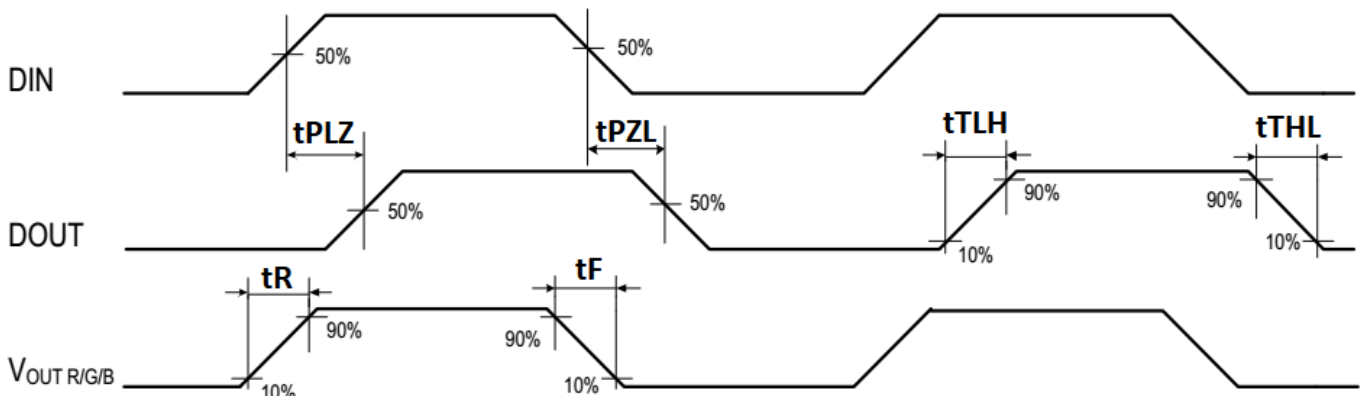 DIN
50%
50%
tPLZ
tPZL
tTLH
tTHL
DOUT
50%
50%
90%
90%
10%
10%
tR
tF
VOUT R/G/B
90%
90%
10%
10%